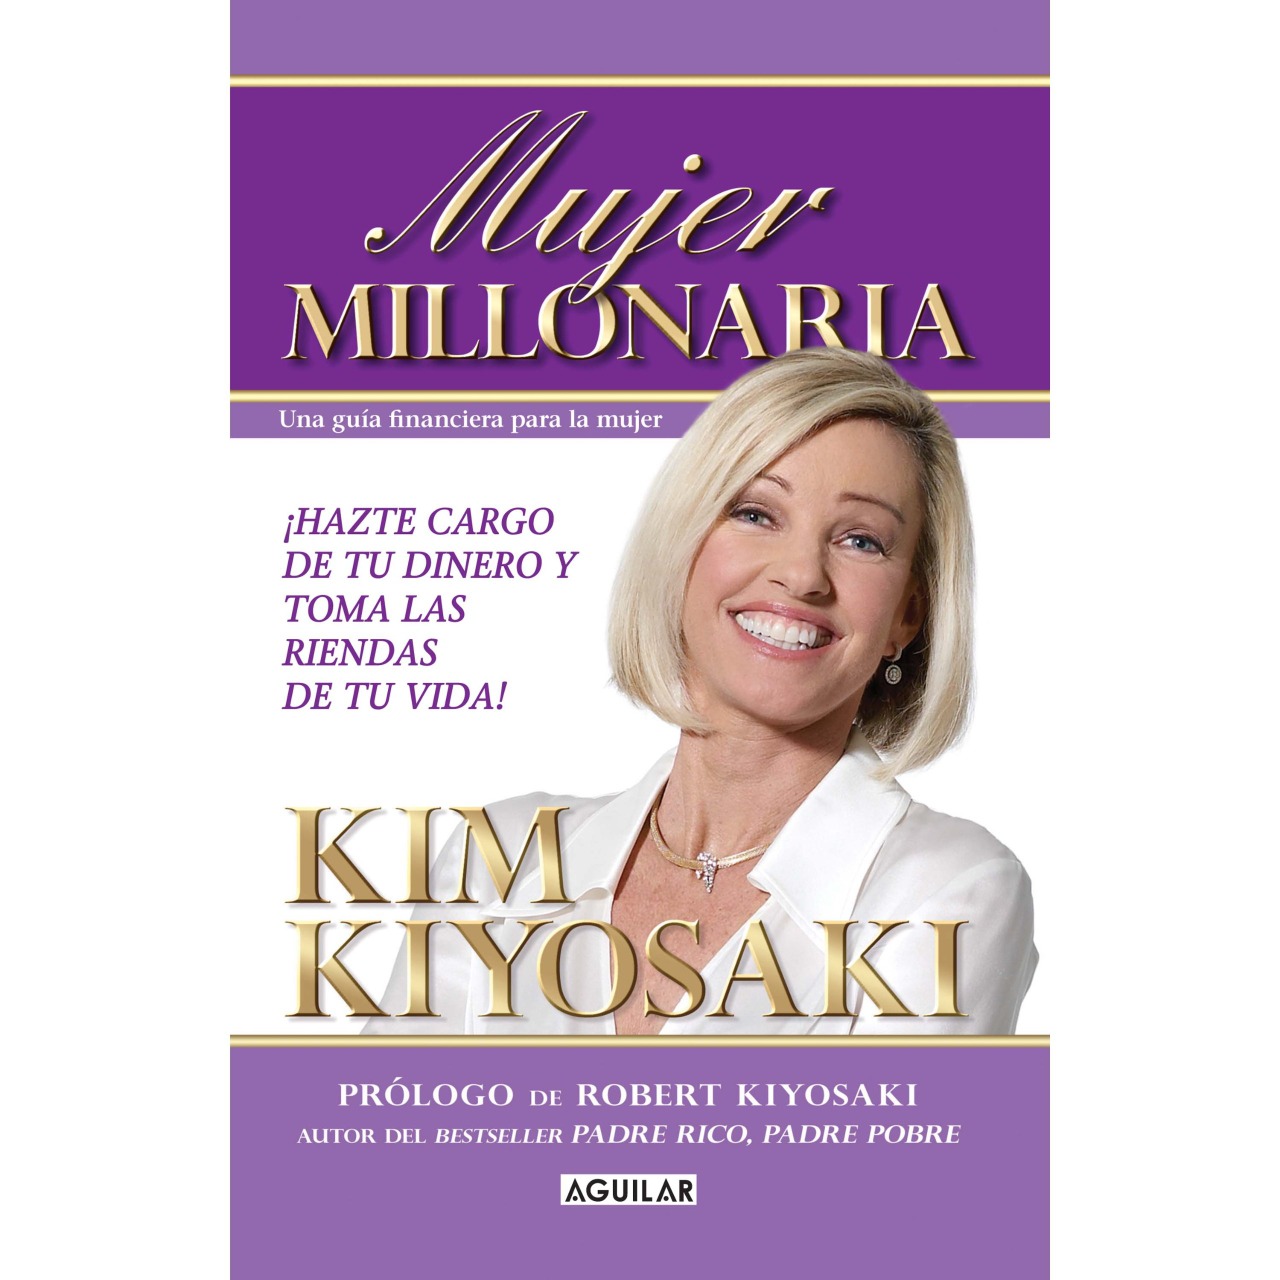 Mujer
MILLONARIA
Una guía financiera para la mujer
¡HAZTE CARGO
DE TU DINERO Y
TOMA LAS
RIENDAS
DE TU VIDA!
KIM
KIYOSAKI
PRÓLOGO DE ROBERT KIYOSAKI
AUTOR DEL BESTSELLER PADRE RICO, PADRE POBRE
AGUILAR